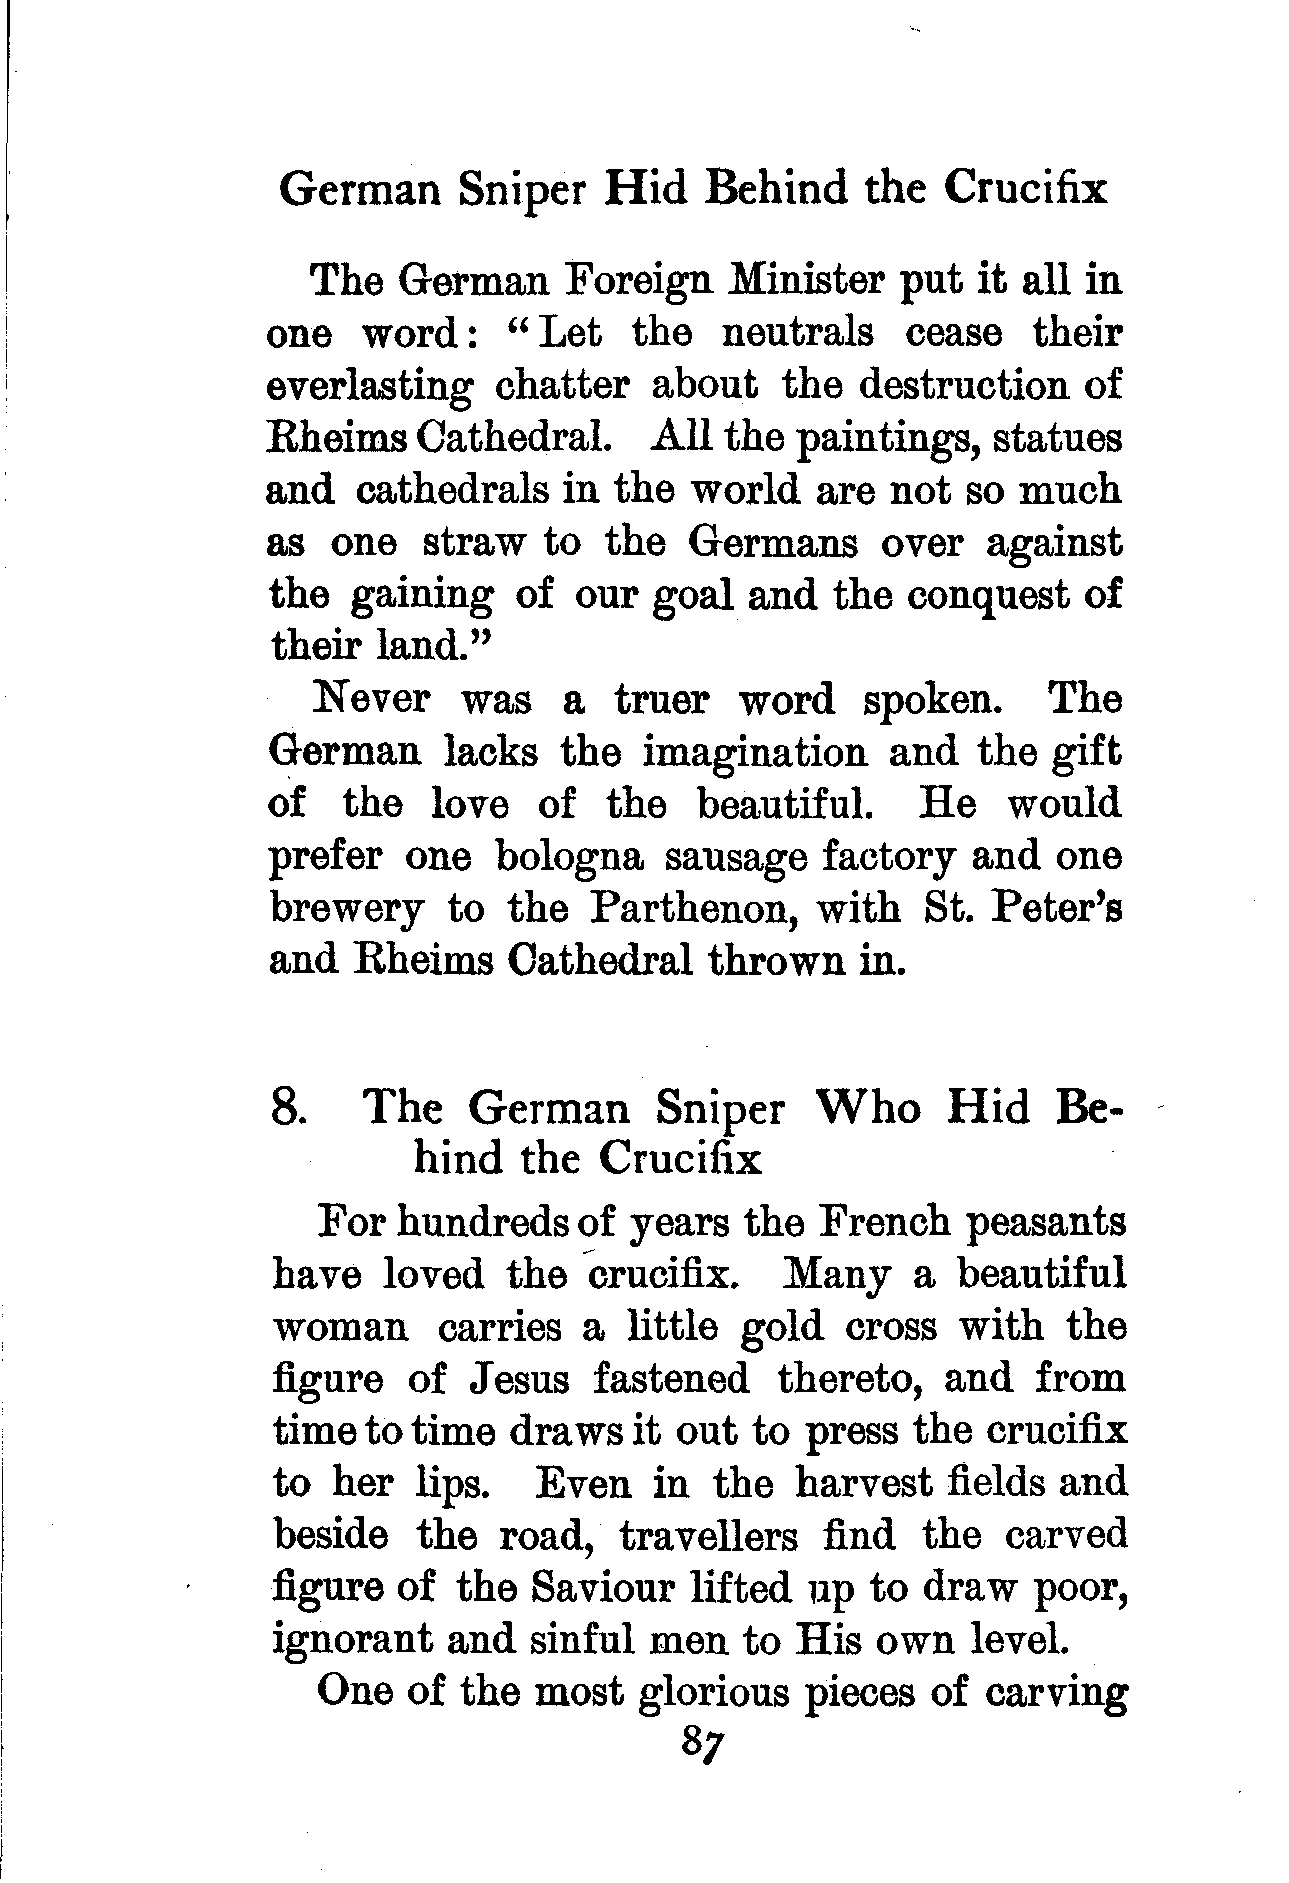 German Sniper Hid Behind the Crucifix
The German Foreign Minister put it all in
one word: “Let the neutrals cease their
everlasting chatter about the destruction of
Rheims Cathedral. All the paintings, statues
and cathedrals in the world are not so much
as one straw to the Germans over against
the gaining of our goal and the conquest of
their land.”
Never was a truer word spoken. The
German lacks the imagination and the gift
of the love of the beautiful. He would
prefer one bologna sausage factory and one
brewery to the Parthenon, with St. Peter’s
and Rheims Cathedral thrown in.
8. The German Sniper Who Hid Be-
hind the Crucifix
For hundreds of years the French peasants
have loved the crucifix. Many a beautiful
woman carries a little gold cross with the
figure of Jesus fastened thereto, and from
time to time draws it out to press the crucifix
to her lips. Even in the harvest fields and
beside the road, travellers find the carved
figure of the Saviour lifted up to draw poor,
ignorant and sinful men to His own level.
One of the most glorious pieces of carving
87